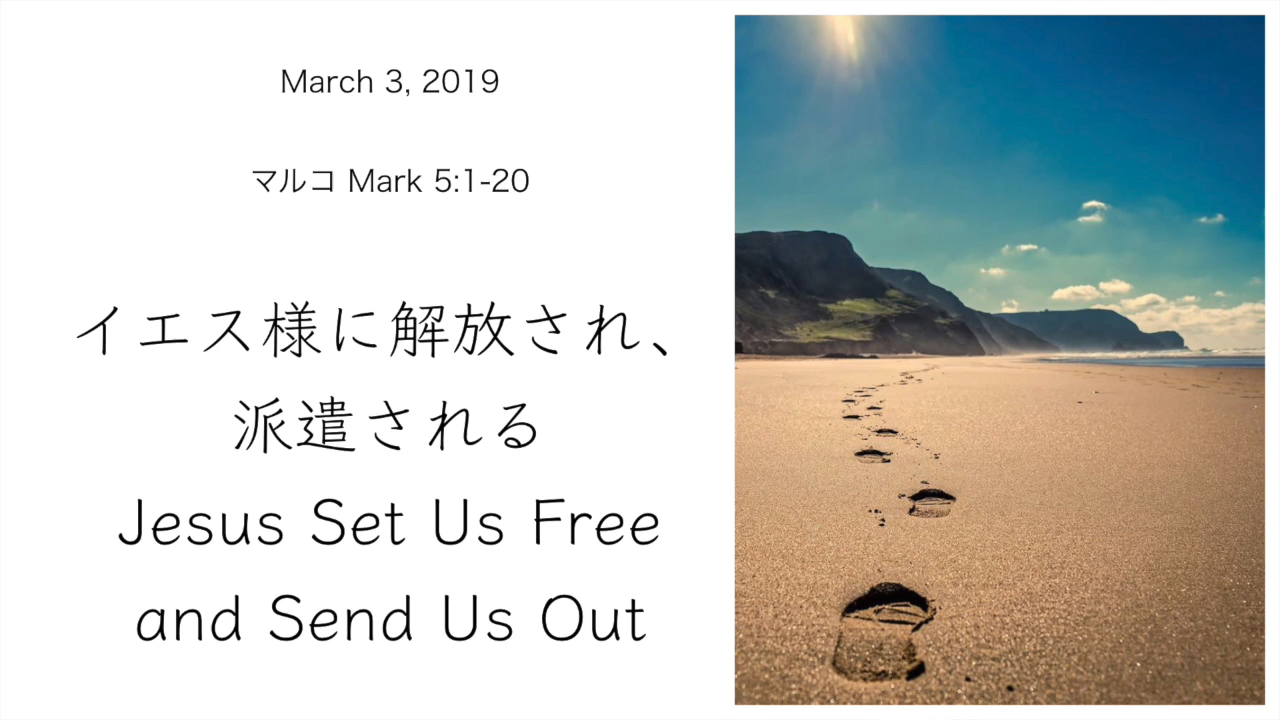 March 3, 2019
マルコ Mark 5:1-20
イエス様に解放され、
派遣される
Jesus Set Us Free
and Send Us Out